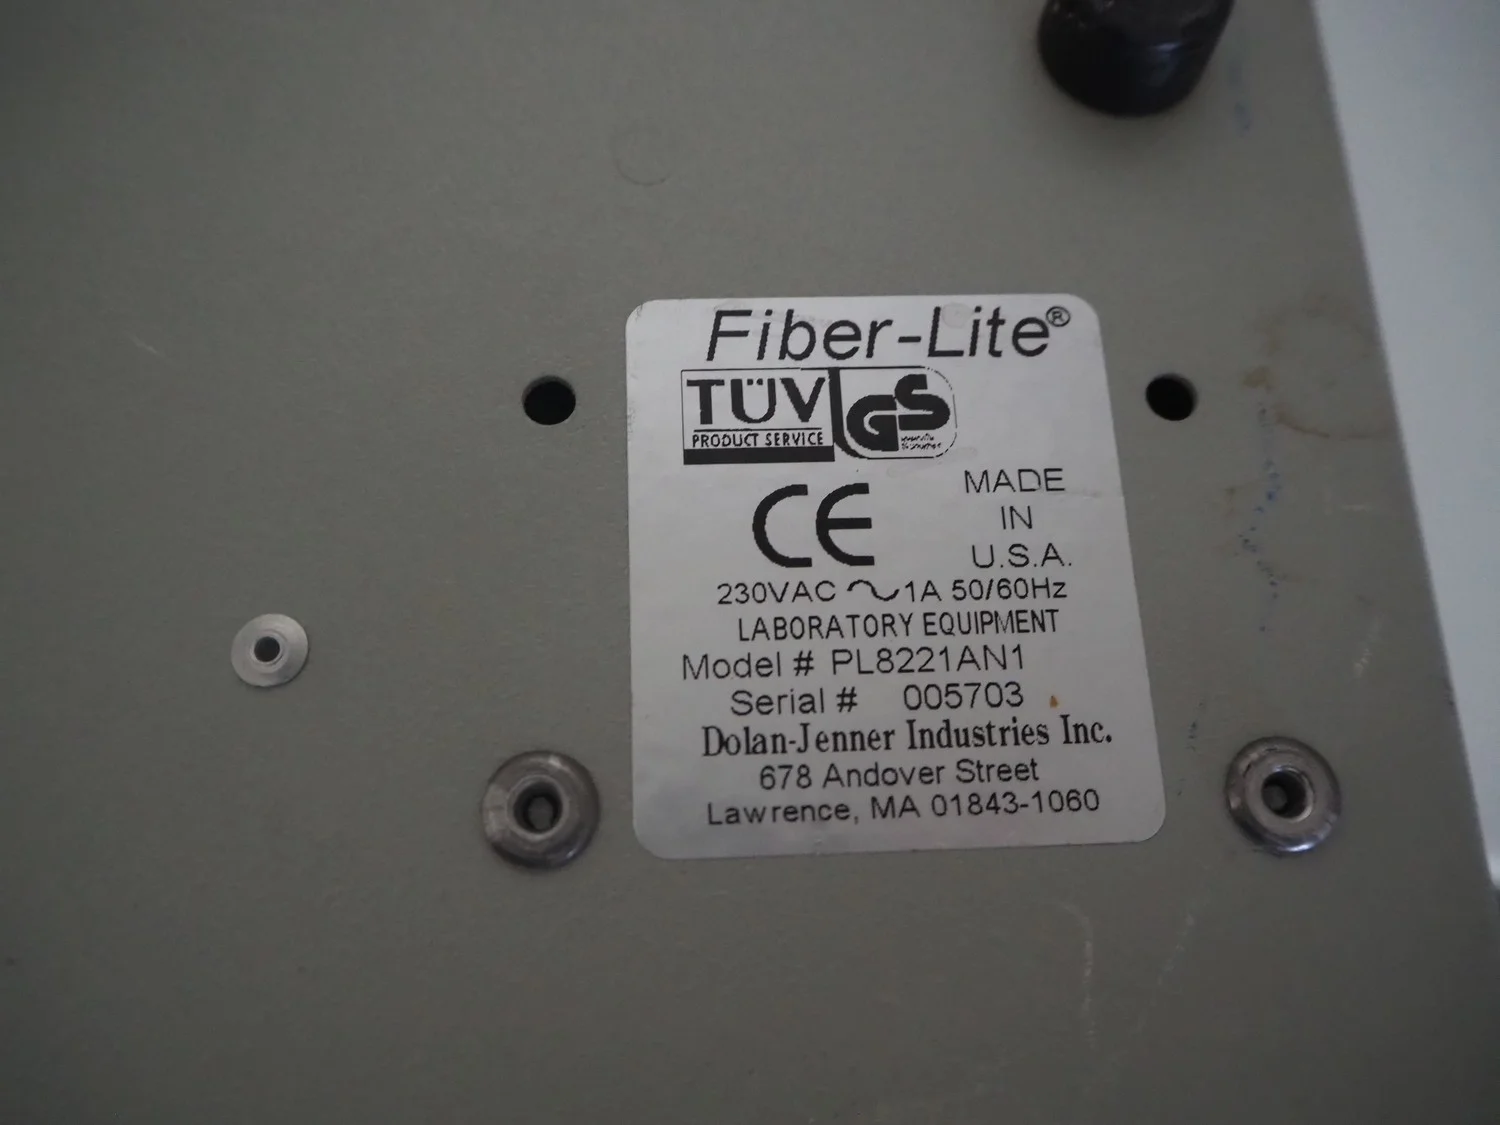 Fiber-Lite®
TÜV
PRODUCT SERVICE
GS
CE
MADE
IN
U.S.A.
230VAC ~ 1A 50/60Hz
LABORATORY EQUIPMENT
Model # PL8221AN1
Serial # 005703
Dolan-Jenner Industries Inc.
678 Andover Street
Lawrence, MA 01843-1060